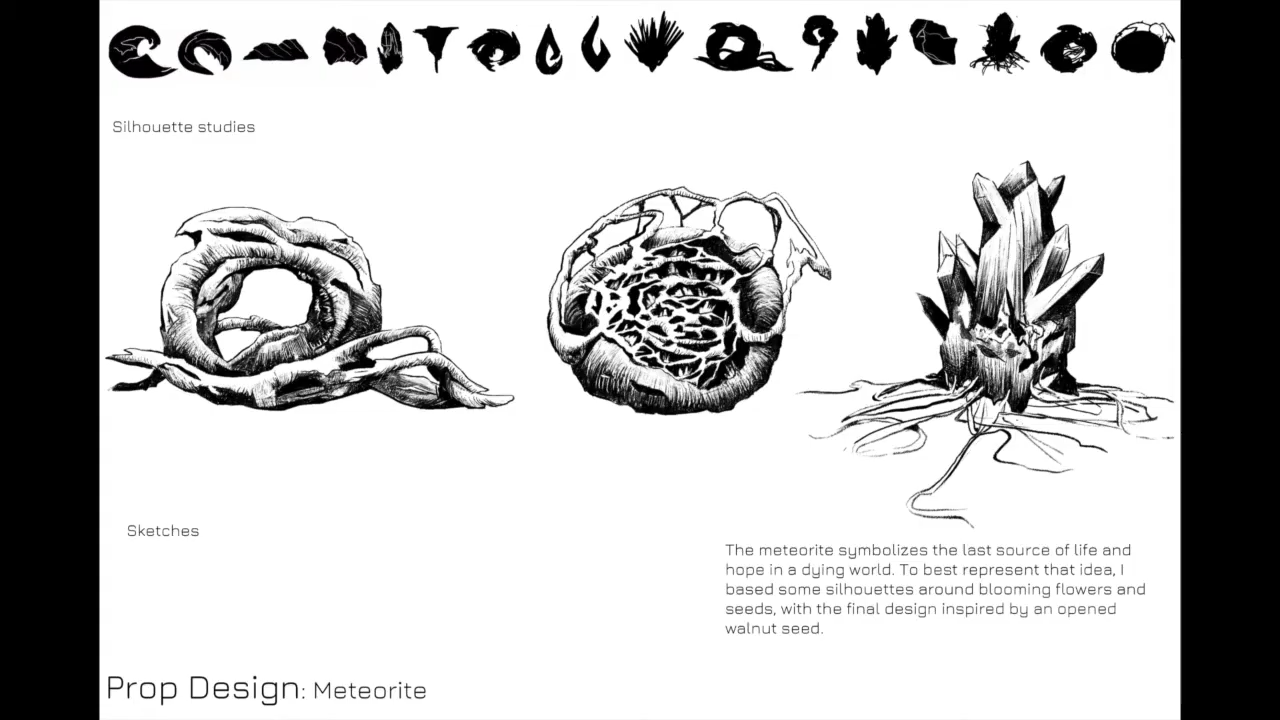 Silhouette studies
Sketches
The meteorite symbolizes the last source of life and
hope in a dying world. To best represent that idea, I
based some silhouettes around blooming flowers and
seeds, with the final design inspired by an opened
walnut seed.
Prop Design: Meteorite